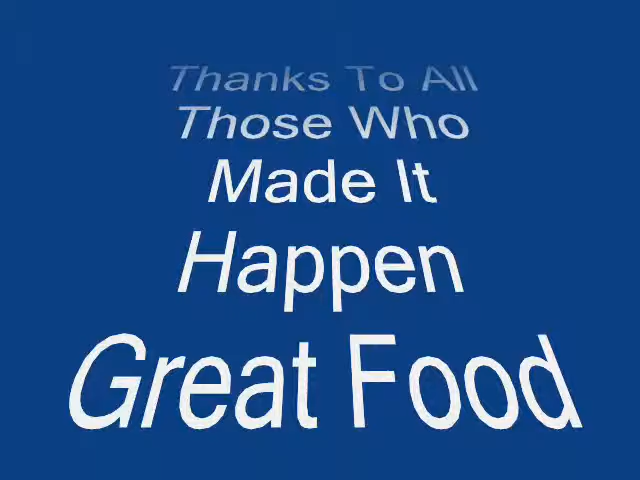 Thanks To All
Those Who
Made It
Happen
Great Food